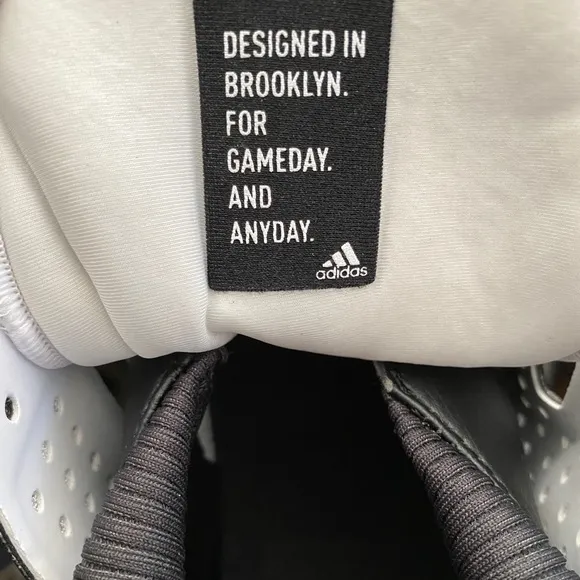 DESIGNED IN
BROOKLYN.
FOR
GAMEDAY.
AND
ANYDAY.
adidas